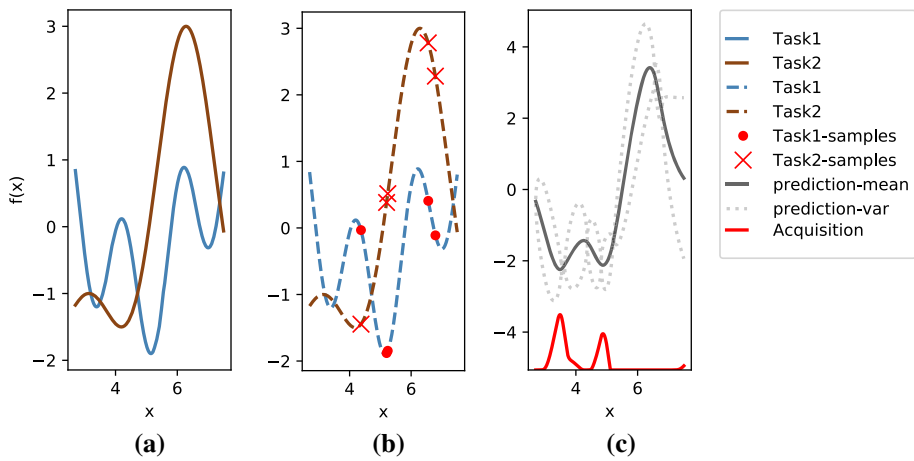 f(x)
3
2
1
0
−1
−2
4
6
x
(a)
3
2
1
0
−1
−2
4
6
x
(b)
4
2
0
−2
−4
4
6
x
(c)
Task1
Task2
Task1
Task2
Task1-samples
Task2-samples
prediction-mean
prediction-var
Acquisition